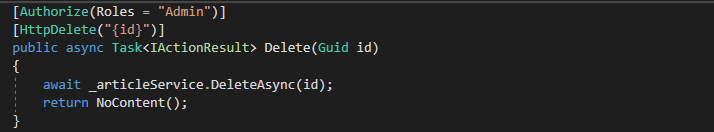 [Authorize(Roles = "Admin")]
[HttpDelete("{id}")]
public async Task<IActionResult> Delete(Guid id)
{
    await _articleService.DeleteAsync(id);
    return NoContent();
}